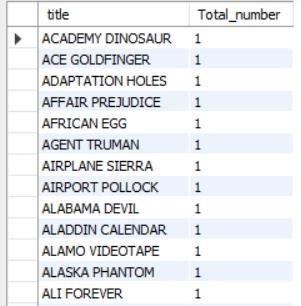 title Total_number
ACADEMY DINOSAUR 1
ACE GOLDFINGER 1
ADAPTATION HOLES 1
AFFAIR PREJUDICE 1
AFRICAN EGG 1
AGENT TRUMAN 1
AIRPLANE SIERRA 1
AIRPORT POLLOCK 1
ALABAMA DEVIL 1
ALADDIN CALENDAR 1
ALAMO VIDEOTAPE 1
ALASKA PHANTOM 1
ALI FOREVER 1